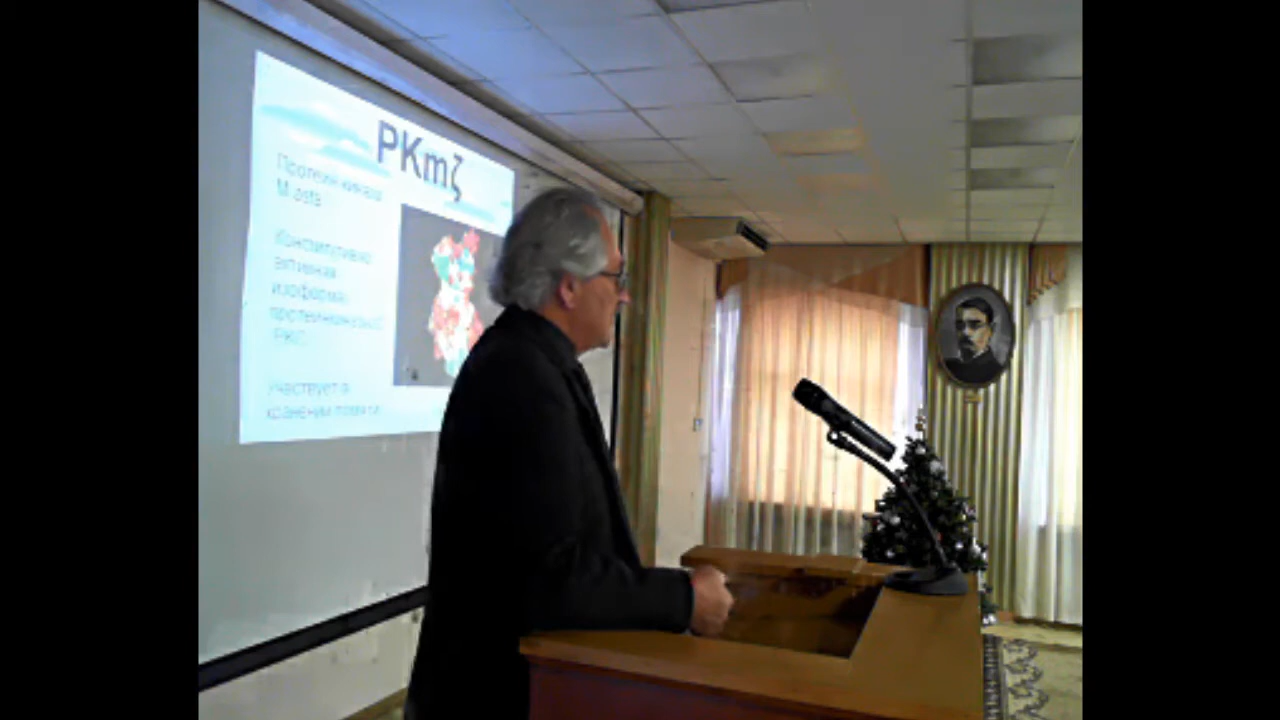 PKmζ
Протеин киназа
M-zeta
Конститутивно
активная
изоформа
протеинкиназы
PKC
Участвует в
хранении памяти